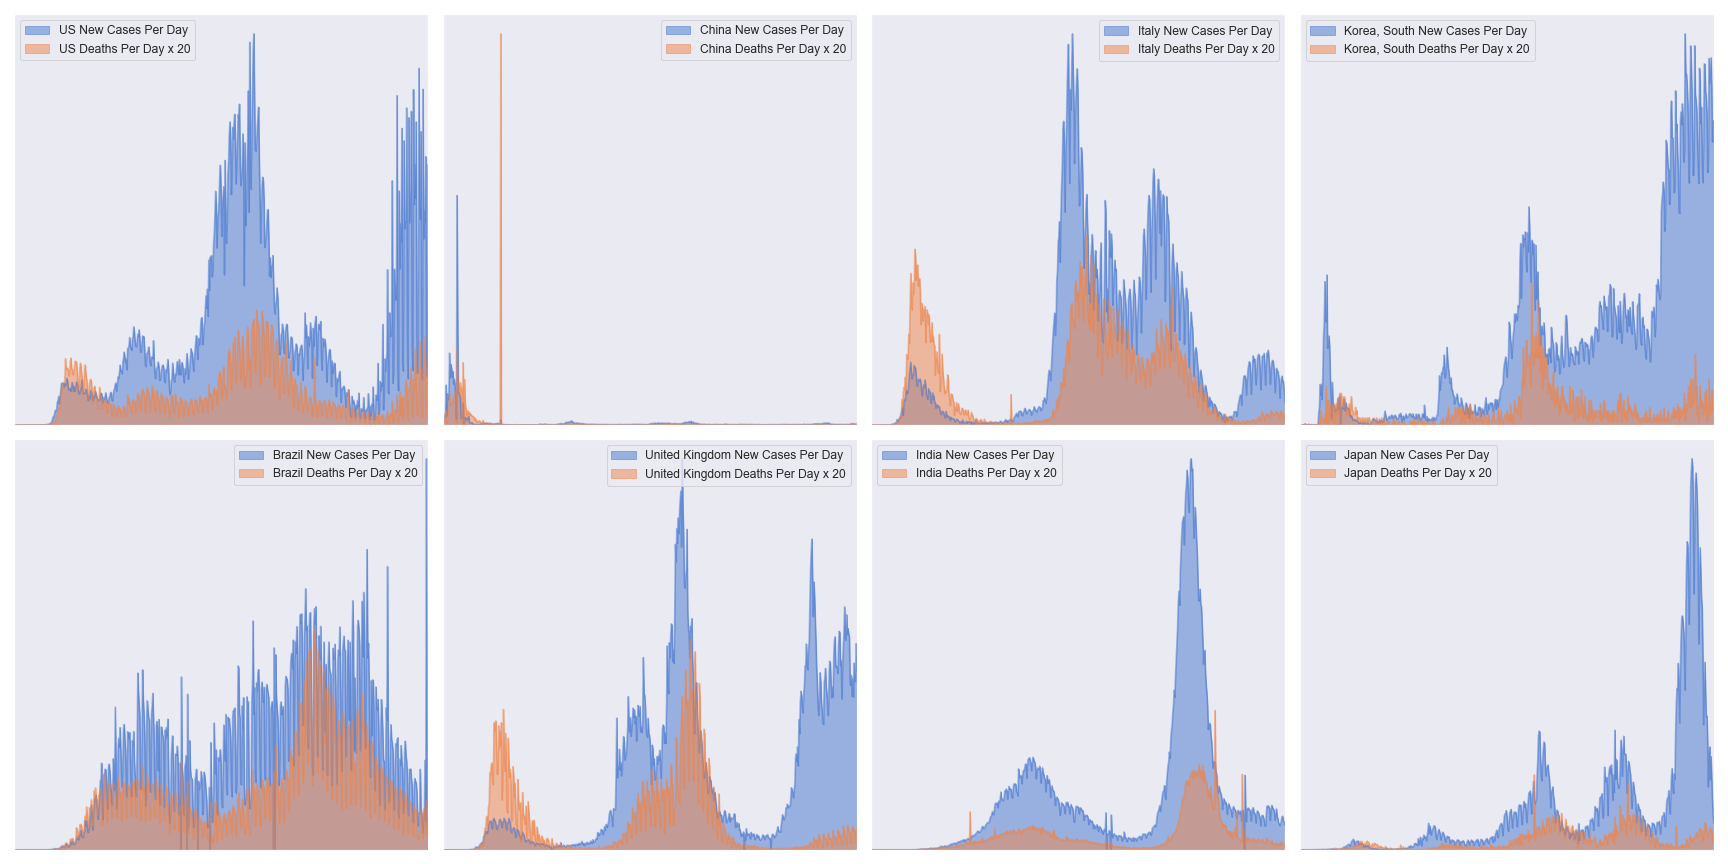 US New Cases Per Day
US Deaths Per Day x 20
China New Cases Per Day
China Deaths Per Day x 20
Italy New Cases Per Day
Italy Deaths Per Day x 20
Korea, South New Cases Per Day
Korea, South Deaths Per Day x 20
Brazil New Cases Per Day
Brazil Deaths Per Day x 20
United Kingdom New Cases Per Day
United Kingdom Deaths Per Day x 20
India New Cases Per Day
India Deaths Per Day x 20
Japan New Cases Per Day
Japan Deaths Per Day x 20